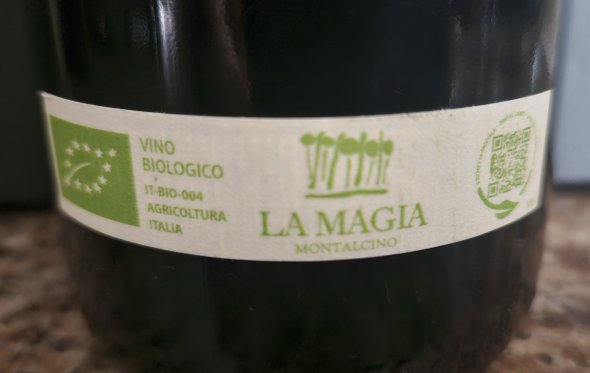 VINO
BIOLOGICO
IT-BIO-004
AGRICOLTURA
ITALIA
LA MAGIA
MONTALCINO